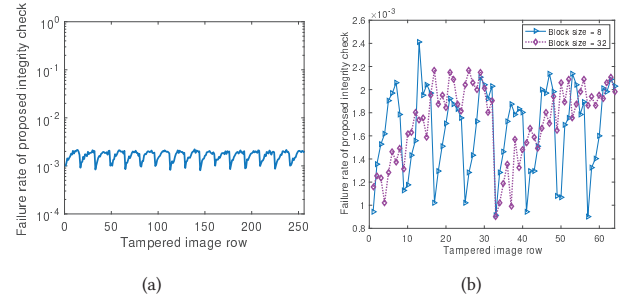 Failure rate of proposed integrity check
10^0
10^-1
10^-2
10^-3
10^-4
0 50 100 150 200 250
Tampered image row
(a)
Failure rate of proposed integrity check
×10^-3
2.6
2.4
2.2
2
1.8
1.6
1.4
1.2
1
0.8
0 10 20 30 40 50 60
Tampered image row
Block size = 8
Block size = 32
(b)